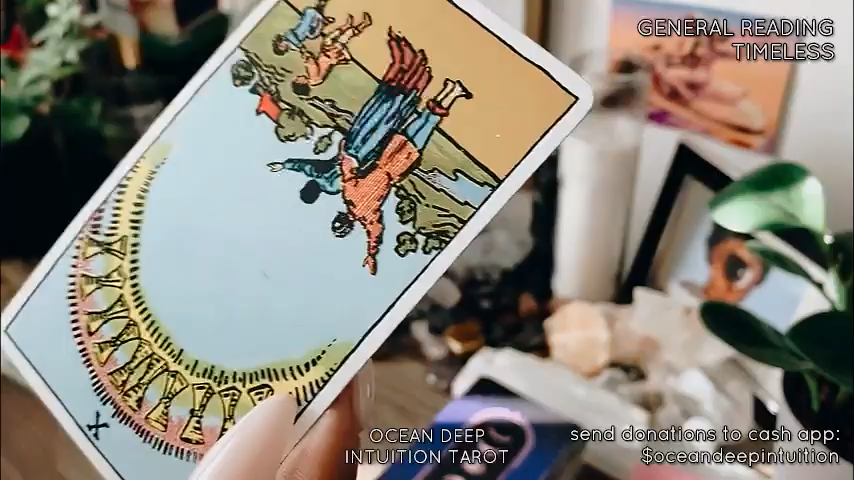 GENERAL READING
TIMELESS
X
OCEAN DEEP
INTUITION TAROT
send donations to cash app:
$oceandeepintuition